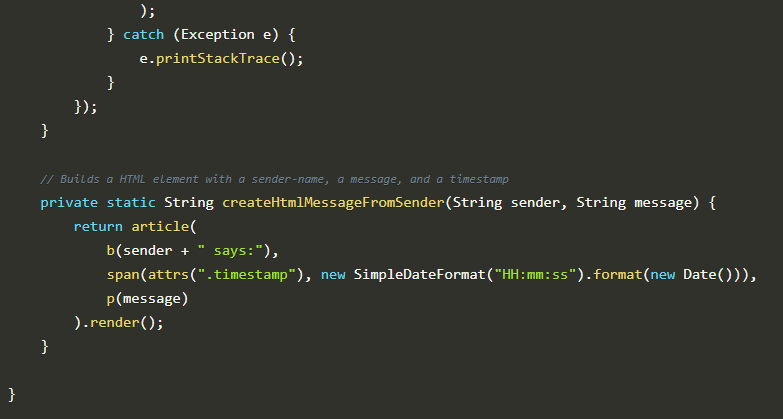 );
            } catch (Exception e) {
                e.printStackTrace();
            }
        });
    }

    // Builds a HTML element with a sender-name, a message, and a timestamp
    private static String createHtmlMessageFromSender(String sender, String message) {
        return article(
            b(sender + " says:"),
            span(attrs(".timestamp"), new SimpleDateFormat("HH:mm:ss").format(new Date())),
            p(message)
        ).render();
    }

}